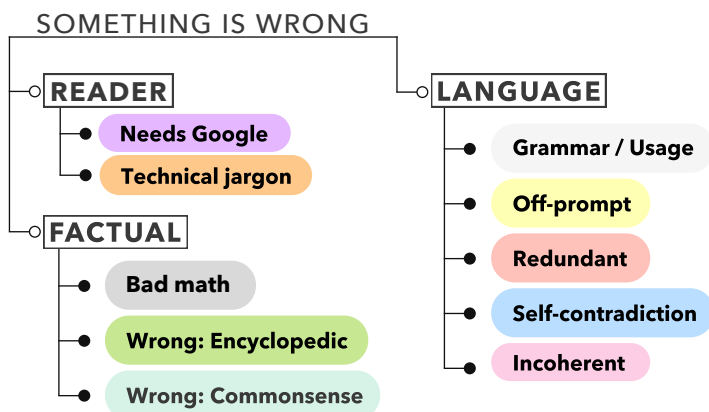 SOMETHING IS WRONG
READER
Needs Google
Technical jargon
FACTUAL
Bad math
Wrong: Encyclopedic
Wrong: Commonsense
LANGUAGE
Grammar / Usage
Off-prompt
Redundant
Self-contradiction
Incoherent